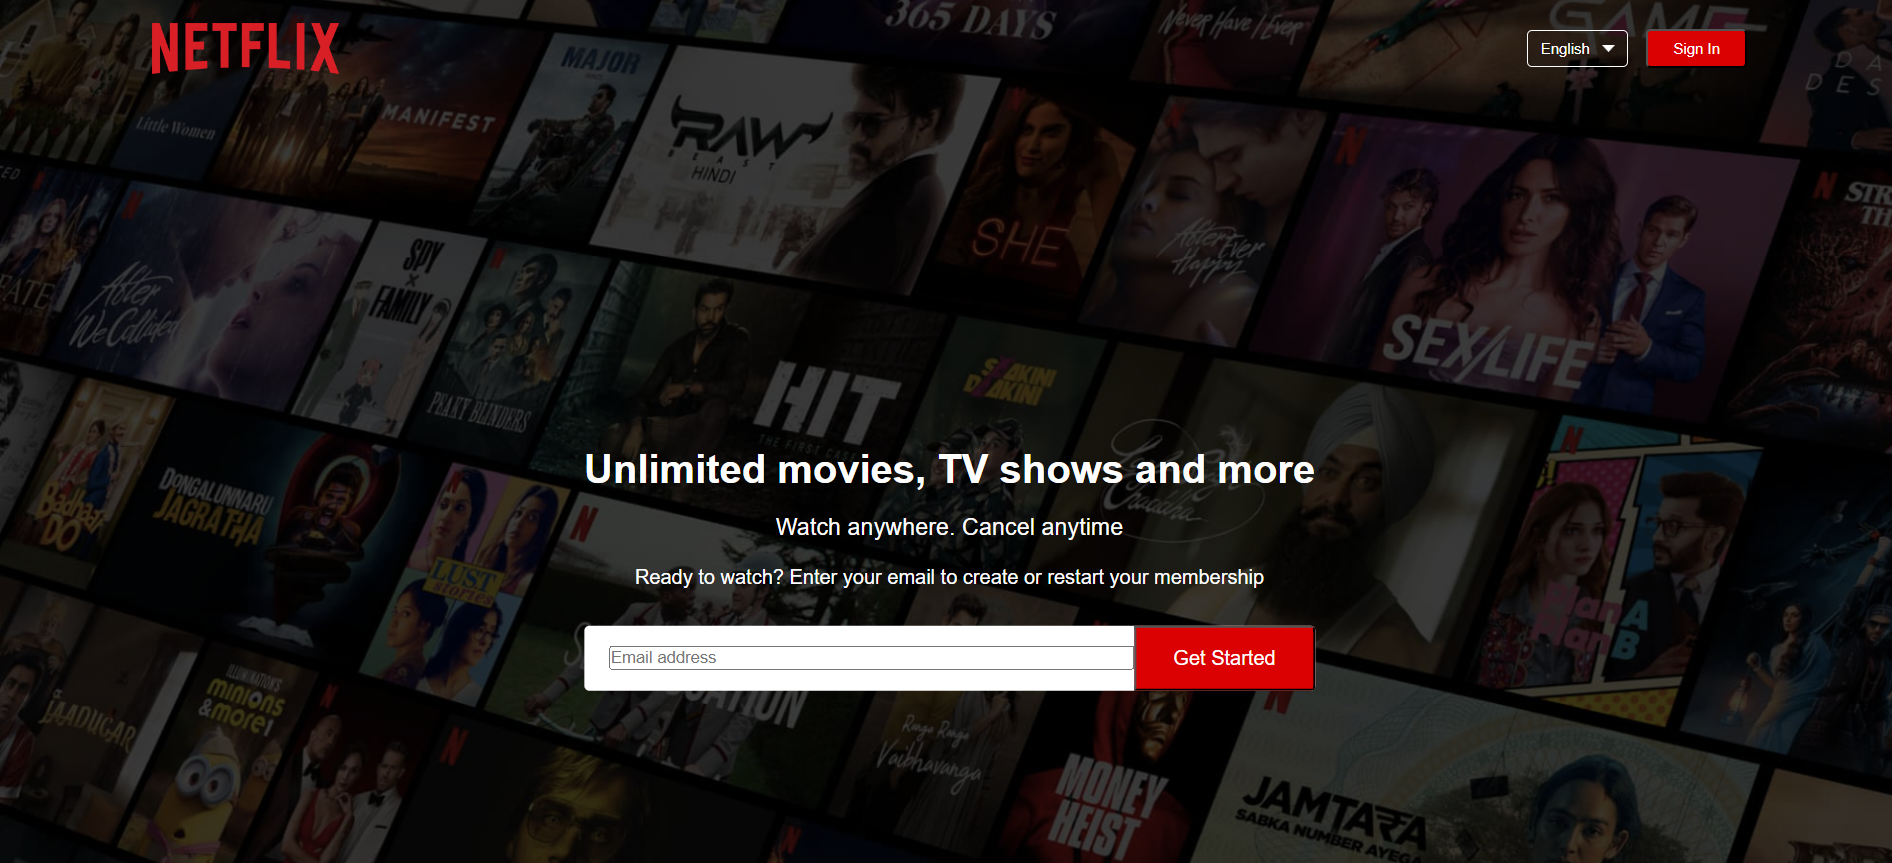 365 DAYS
Never Have I Ever
GAME
NETFLIX
English
Sign In
MAJOR
HINDI
Little Women
MANIFEST
RAW
BEAST
HINDI
SHE
After Ever Happy
N
SEX/LIFE
N
After
We Collided
SPY
x
FAMILY
PEAKY BLINDERS
HIT
THE FIRST CASE
Unlimited movies, TV shows and more
Watch anywhere. Cancel anytime
Ready to watch? Enter your email to create or restart your membership
Email address
Get Started
Badhaai
DO
DONGALUNNARU
JAGRATHA
LUST
stories
N
JAADUGAR
ILLUMINATION'S
minions
&more1
N
Ranga Ranga
Vaibhavanga
MONEY
HEIST
JAMTARA
SABKA NUMBER AYEGA